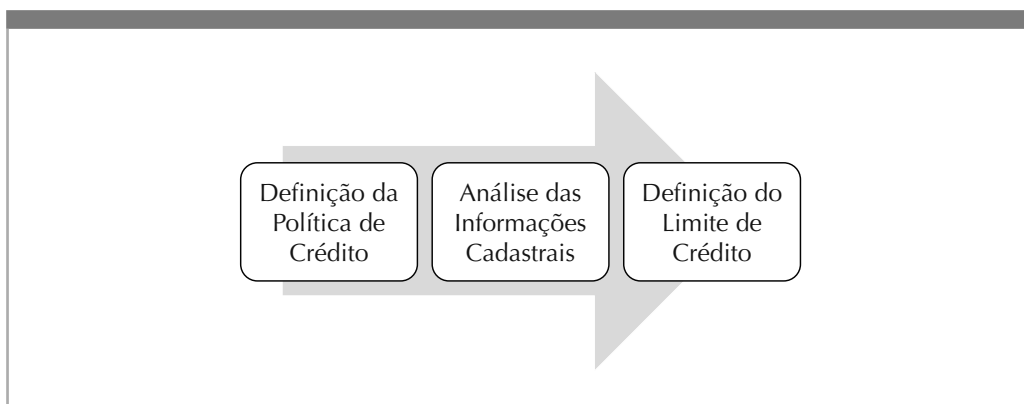 Definição da
Política de
Crédito
Análise das
Informações
Cadastrais
Definição do
Limite de
Crédito